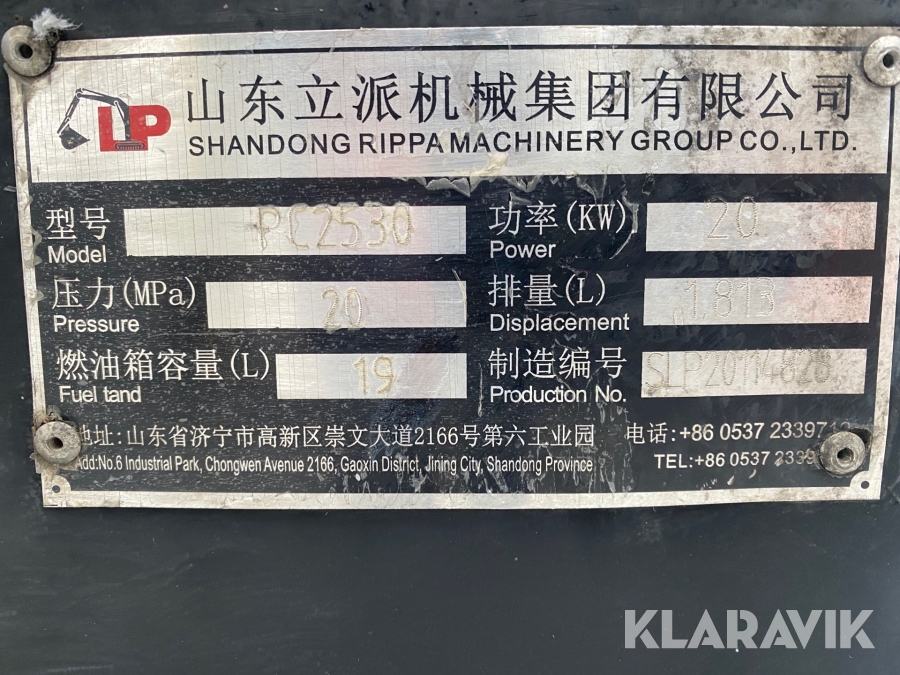 LP 山东立派机械集团有限公司
SHANDONG RIPPA MACHINERY GROUP CO.,LTD.
型号 PC2530 功率(KW) 20
Model Power
压力(MPa) 20 排量(L) 1.813
Pressure Displacement
燃油箱容量(L) 19 制造编号 SLP20114828
Fuel tand Production No.
地址:山东省济宁市高新区崇文大道2166号第六工业园 电话:+86 0537
Add:No.6 Industrial Park, Chongwen Avenue 2166, Gaoxin District, Jining City, Shandong Province TEL:+86 0537
KLARAVIK